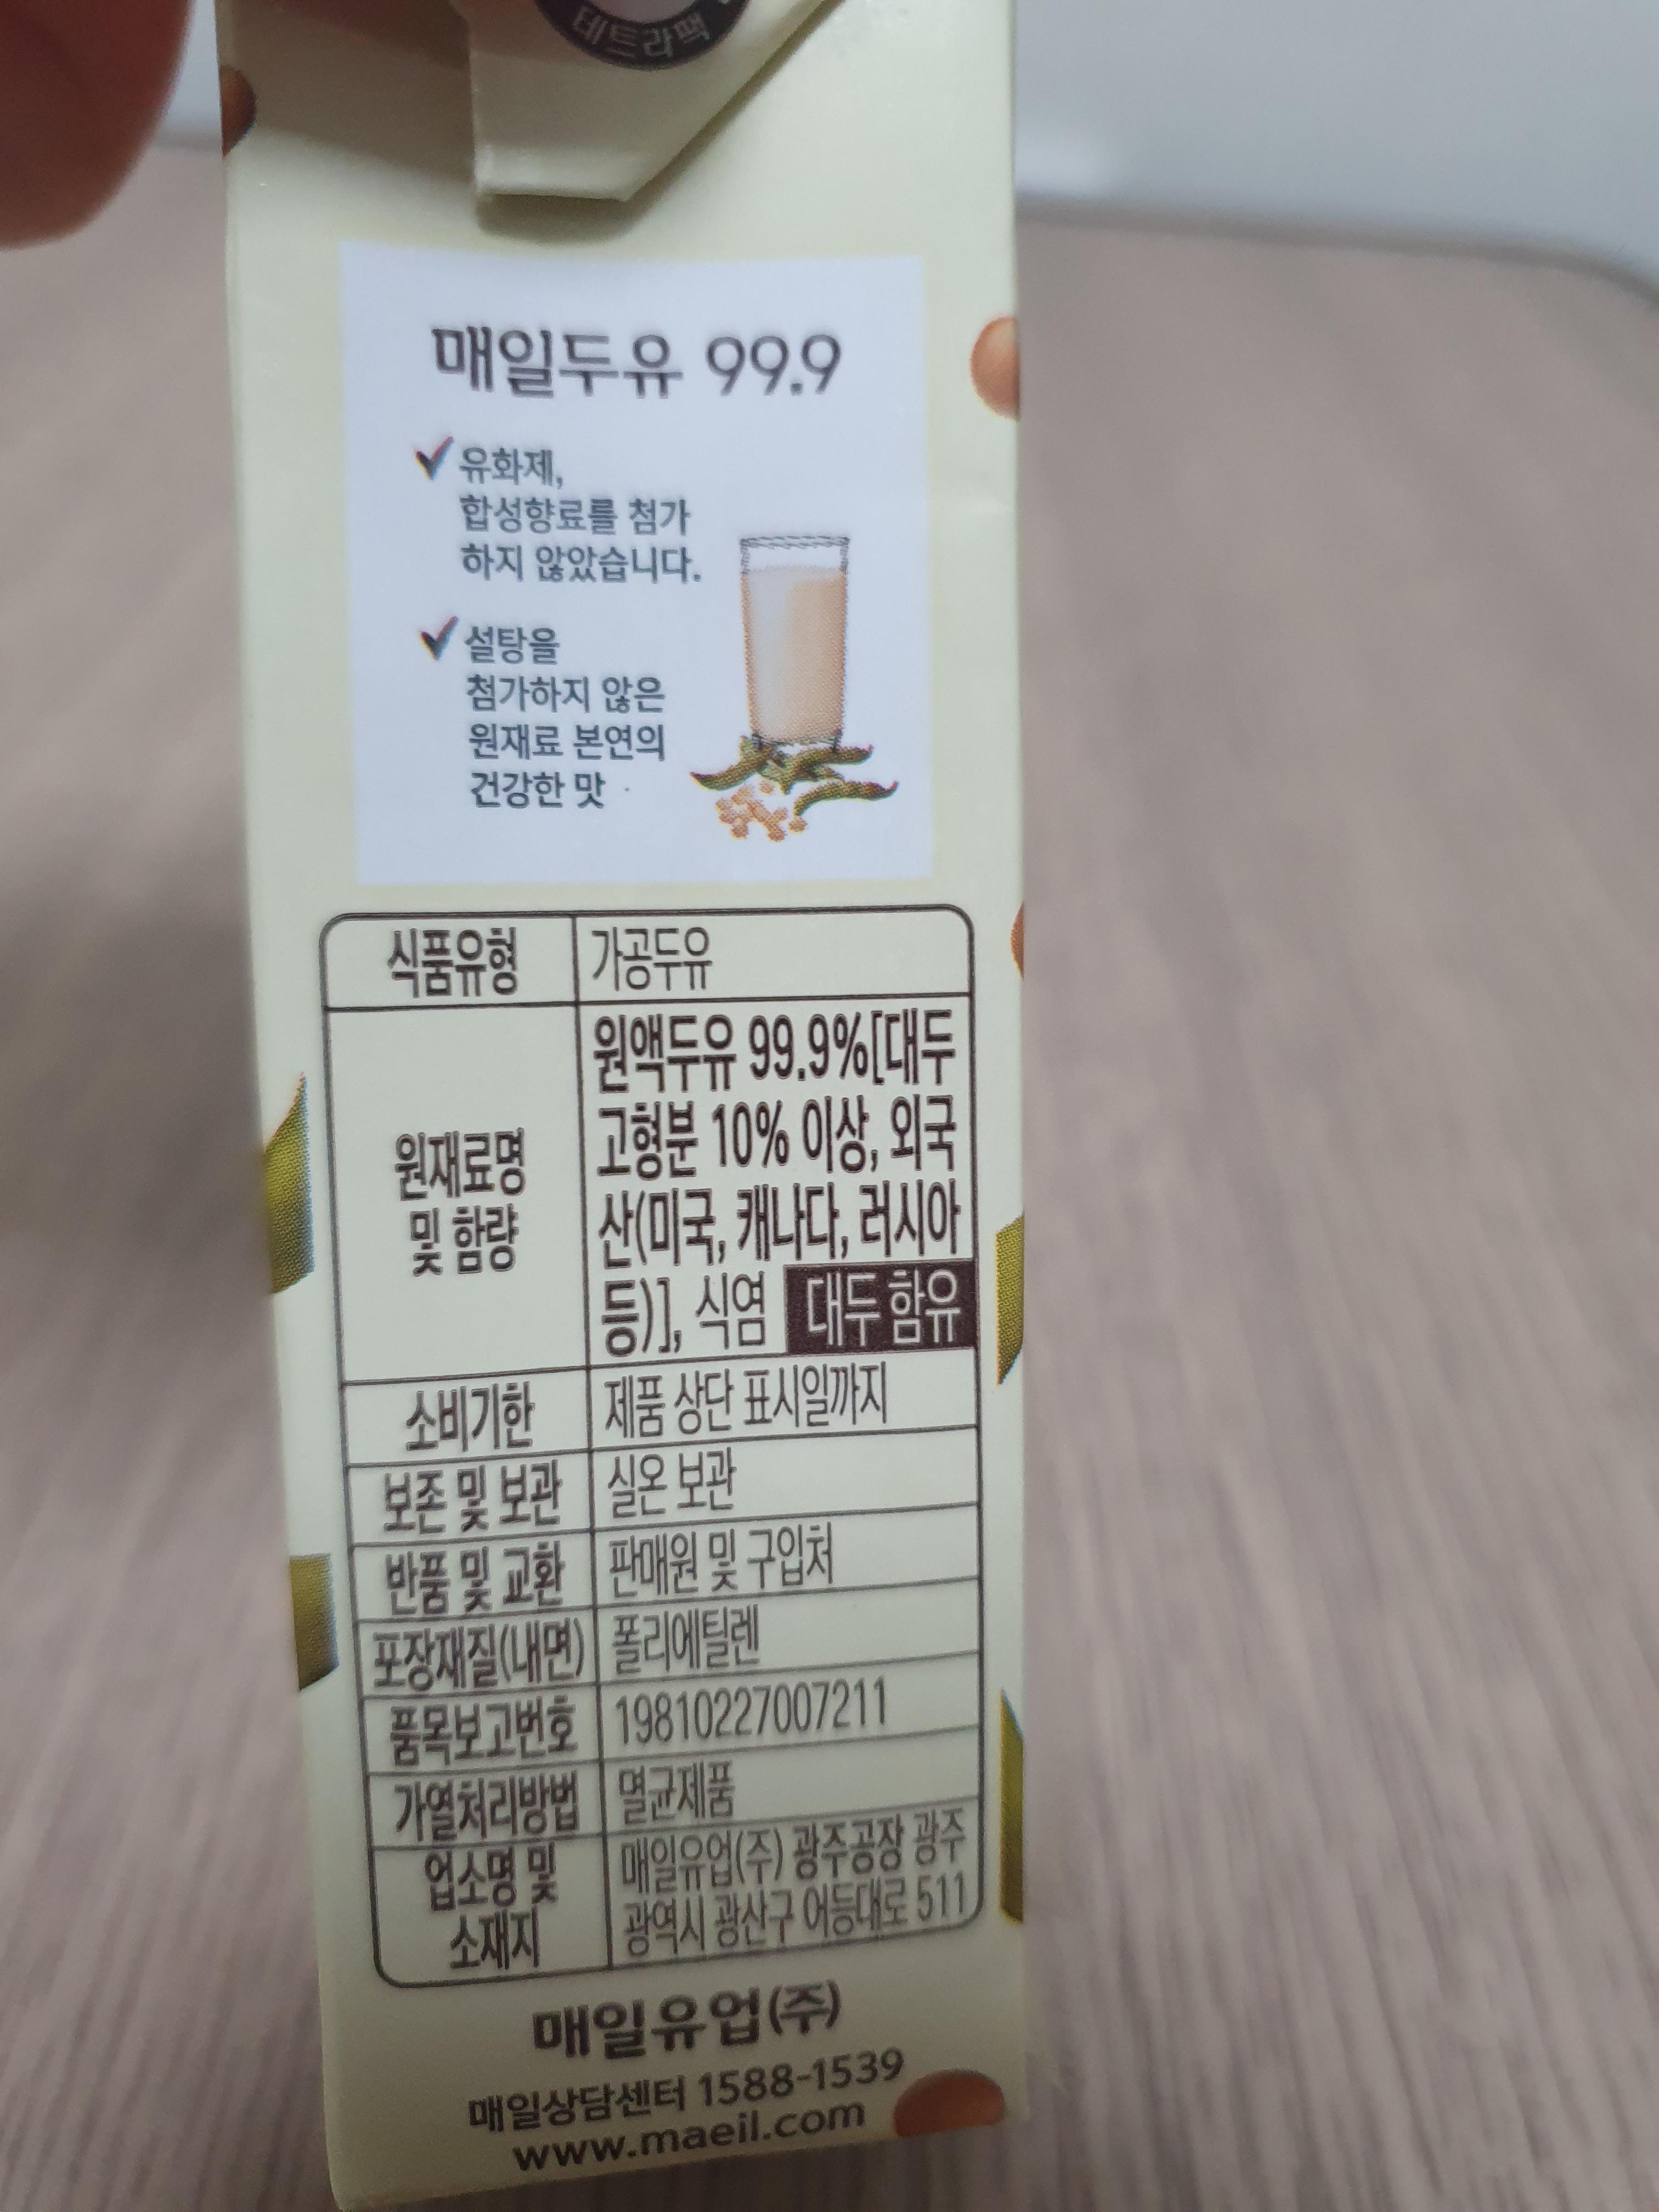 테트라팩
매일두유 99.9
유화제,
합성향료를 첨가
하지 않았습니다.
설탕을
첨가하지 않은
원재료 본연의
건강한 맛
식품유형 가공두유
원재료명 및 함량
원액두유 99.9%[대두
고형분 10% 이상, 외국
산(미국, 캐나다, 러시아
등)], 식염 대두 함유
소비기한 제품 상단 표시일까지
보존 및 보관 실온 보관
반품 및 교환 판매원 및 구입처
포장재질(내면) 폴리에틸렌
품목보고번호 19810227007211
가열처리방법 멸균제품
업소명 및 소재지
매일유업(주) 광주공장 광주
광역시 광산구 어등대로 511
매일유업(주)
매일상담센터 1588-1539
www.maeil.com